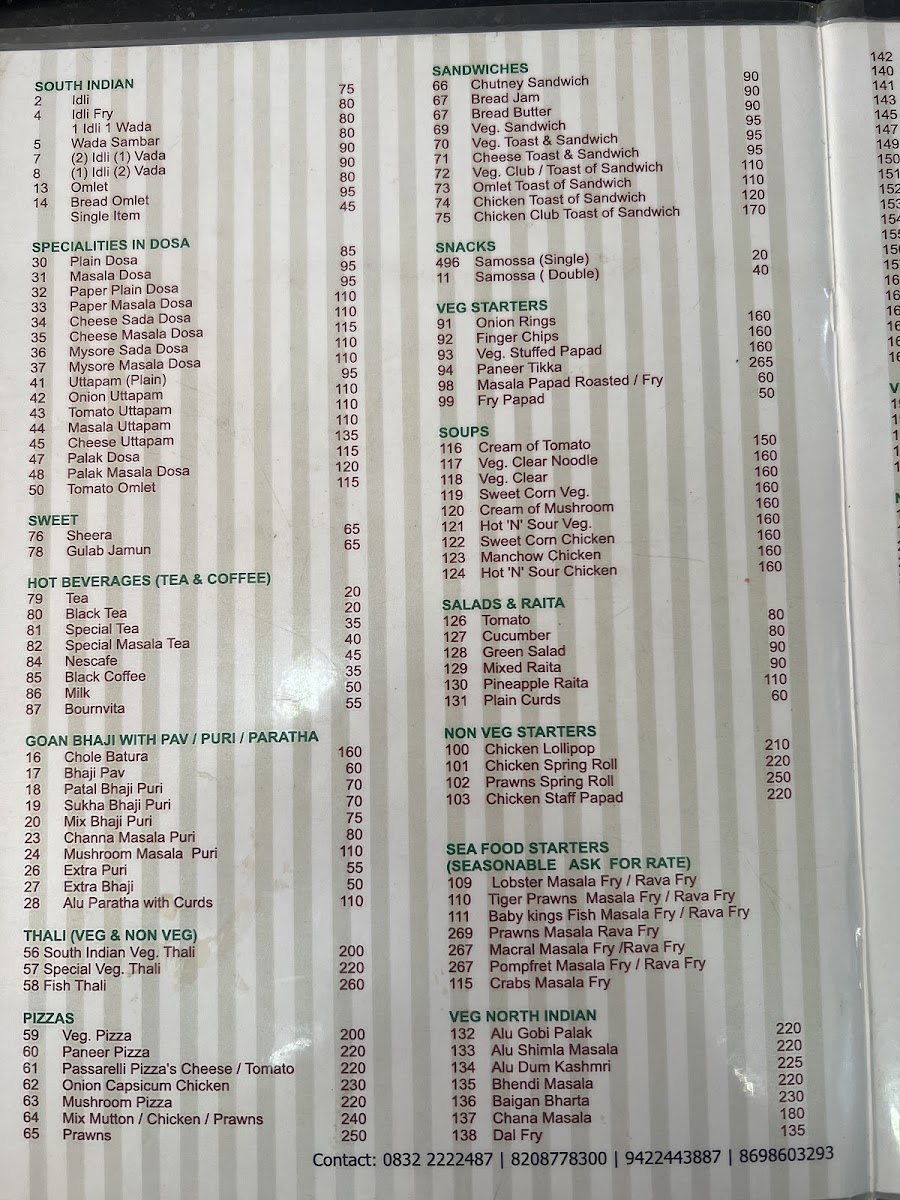 SOUTH INDIAN
2 Idli 75
4 Idli Fry 80
1 Idli 1 Wada 80
5 Wada Sambar 80
7 (2) Idli (1) Vada 90
8 (1) Idli (2) Vada 90
13 Omlet 80
14 Bread Omlet 95
Single Item 45
SPECIALITIES IN DOSA
30 Plain Dosa 85
31 Masala Dosa 95
32 Paper Plain Dosa 95
33 Paper Masala Dosa 110
34 Cheese Sada Dosa 110
35 Cheese Masala Dosa 115
36 Mysore Sada Dosa 110
37 Mysore Masala Dosa 110
41 Uttapam (Plain) 95
42 Onion Uttapam 110
43 Tomato Uttapam 110
44 Masala Uttapam 110
45 Cheese Uttapam 135
47 Palak Dosa 115
48 Palak Masala Dosa 120
50 Tomato Omlet 115
SWEET
76 Sheera 65
78 Gulab Jamun 65
HOT BEVERAGES (TEA & COFFEE)
79 Tea 20
80 Black Tea 20
81 Special Tea 35
82 Special Masala Tea 40
84 Nescafe 45
85 Black Coffee 35
86 Milk 50
87 Bournvita 55
GOAN BHAJI WITH PAV / PURI / PARATHA
16 Chole Batura 160
17 Bhaji Pav 60
18 Patal Bhaji Puri 70
19 Sukha Bhaji Puri 70
20 Mix Bhaji Puri 75
23 Channa Masala Puri 80
24 Mushroom Masala Puri 110
26 Extra Puri 55
27 Extra Bhaji 50
28 Alu Paratha with Curds 110
THALI (VEG & NON VEG)
56 South Indian Veg. Thali 200
57 Special Veg. Thali 220
58 Fish Thali 260
PIZZAS
59 Veg. Pizza 200
60 Paneer Pizza 220
61 Passarelli Pizza's Cheese / Tomato 220
62 Onion Capsicum Chicken 230
63 Mushroom Pizza 220
64 Mix Mutton / Chicken / Prawns 240
65 Prawns 250
SANDWICHES
66 Chutney Sandwich 90
67 Bread Jam 90
67 Bread Butter 90
69 Veg. Sandwich 95
70 Veg. Toast & Sandwich 95
71 Cheese Toast & Sandwich 95
72 Veg. Club / Toast of Sandwich 110
73 Omlet Toast of Sandwich 110
74 Chicken Toast of Sandwich 120
75 Chicken Club Toast of Sandwich 170
SNACKS
496 Samossa (Single) 20
11 Samossa ( Double) 40
VEG STARTERS
91 Onion Rings 160
92 Finger Chips 160
93 Veg. Stuffed Papad 160
94 Paneer Tikka 265
98 Masala Papad Roasted / Fry 60
99 Fry Papad 50
SOUPS
116 Cream of Tomato 150
117 Veg. Clear Noodle 160
118 Veg. Clear 160
119 Sweet Corn Veg. 160
120 Cream of Mushroom 160
121 Hot 'N' Sour Veg. 160
122 Sweet Corn Chicken 160
123 Manchow Chicken 160
124 Hot 'N' Sour Chicken 160
SALADS & RAITA
126 Tomato 80
127 Cucumber 80
128 Green Salad 90
129 Mixed Raita 90
130 Pineapple Raita 110
131 Plain Curds 60
NON VEG STARTERS
100 Chicken Lollipop 210
101 Chicken Spring Roll 220
102 Prawns Spring Roll 250
103 Chicken Staff Papad 220
SEA FOOD STARTERS
(SEASONABLE ASK FOR RATE)
109 Lobster Masala Fry / Rava Fry
110 Tiger Prawns Masala Fry / Rava Fry
111 Baby kings Fish Masala Fry / Rava Fry
269 Prawns Masala Rava Fry
267 Macral Masala Fry /Rava Fry
267 Pompfret Masala Fry / Rava Fry
115 Crabs Masala Fry
VEG NORTH INDIAN
132 Alu Gobi Palak 220
133 Alu Shimla Masala 220
134 Alu Dum Kashmri 225
135 Bhendi Masala 220
136 Baigan Bharta 230
137 Chana Masala 180
138 Dal Fry 135
Contact: 0832 2222487 | 8208778300 | 9422443887 | 8698603293
142
140
141
143
145
147
149
150
151
152
153
154